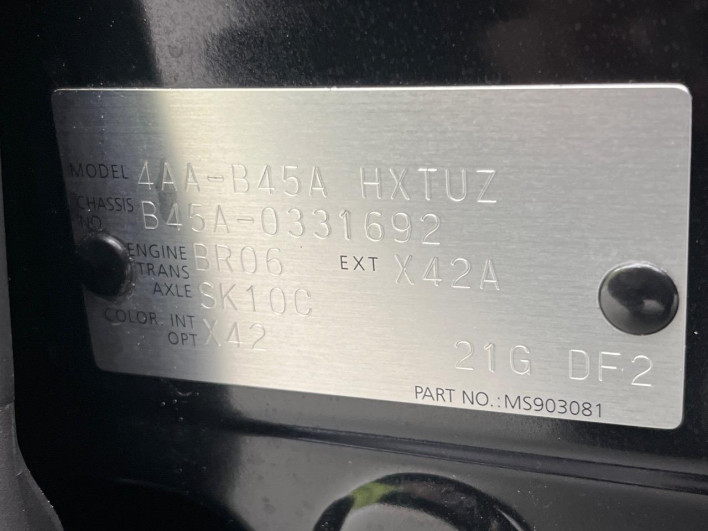 MODEL 4AA-B45A HXTUZ
CHASSIS NO. B45A-0331692
ENGINE BR06 EXT X42A
TRANS AXLE SK10C
COLOR INT X42
OPT
21G DF2
PART NO.:MS903081